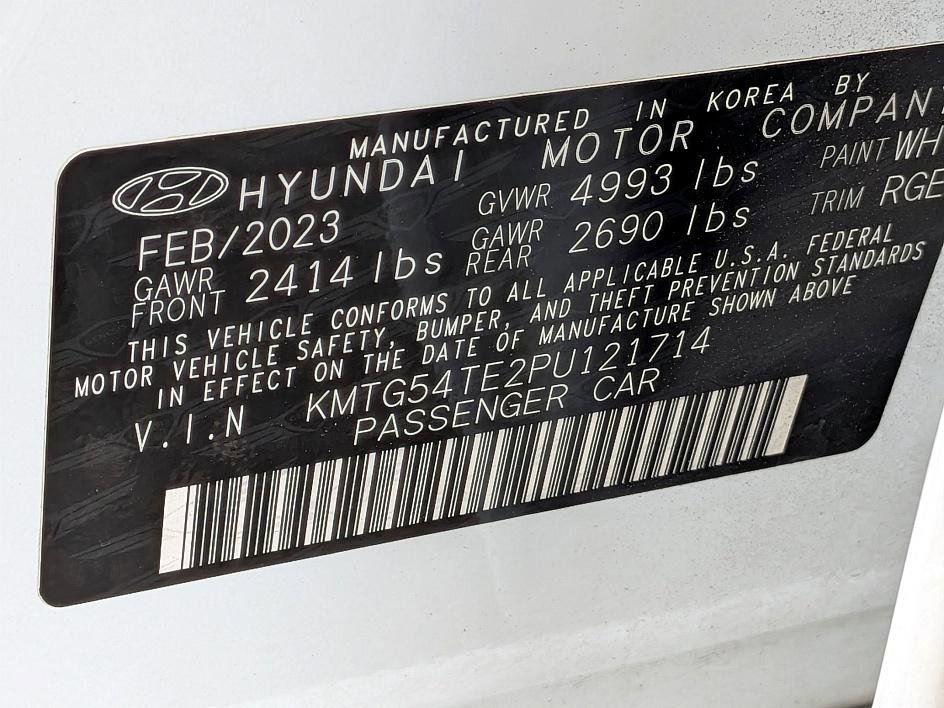 MANUFACTURED IN KOREA BY
HYUNDAI MOTOR COMPANY
FEB/2023 GVWR 4993 lbs PAINT WH
GAWR FRONT 2414 lbs GAWR REAR 2690 lbs TRIM RGE
THIS VEHICLE CONFORMS TO ALL APPLICABLE U.S.A. FEDERAL
MOTOR VEHICLE SAFETY, BUMPER, AND THEFT PREVENTION STANDARDS
IN EFFECT ON THE DATE OF MANUFACTURE SHOWN ABOVE
V.I.N KMTG54TE2PU121714
PASSENGER CAR